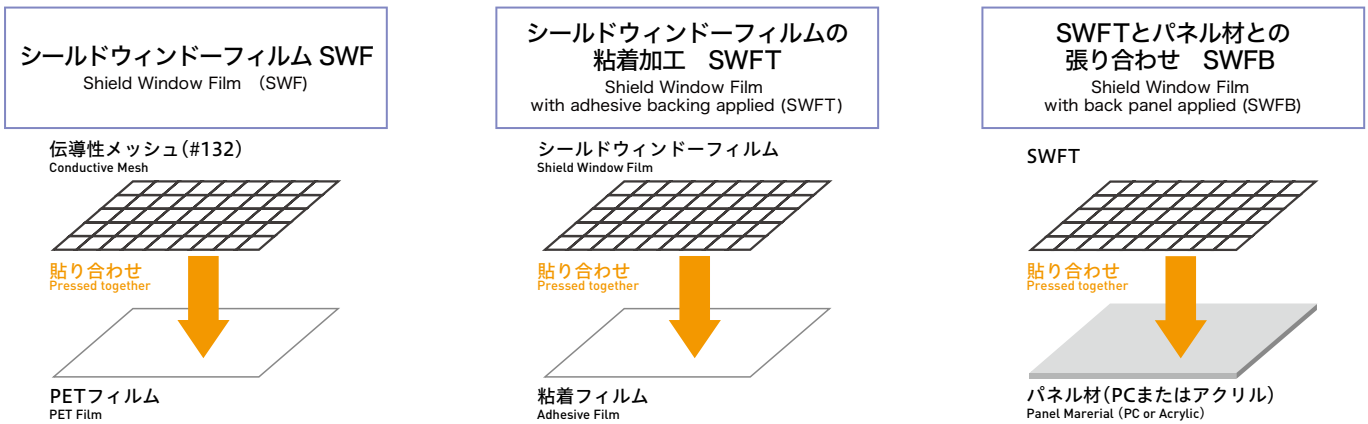 シールドウィンドーフィルム SWF
Shield Window Film (SWF)
伝導性メッシュ(#132)
Conductive Mesh
貼り合わせ
Pressed together
PETフィルム
PET Film
シールドウィンドーフィルムの
粘着加工 SWFT
Shield Window Film
with adhesive backing applied (SWFT)
シールドウィンドーフィルム
Shield Window Film
貼り合わせ
Pressed together
粘着フィルム
Adhesive Film
SWFTとパネル材との
張り合わせ SWFB
Shield Window Film
with back panel applied (SWFB)
SWFT
貼り合わせ
Pressed together
パネル材(PCまたはアクリル)
Panel Marerial (PC or Acrylic)